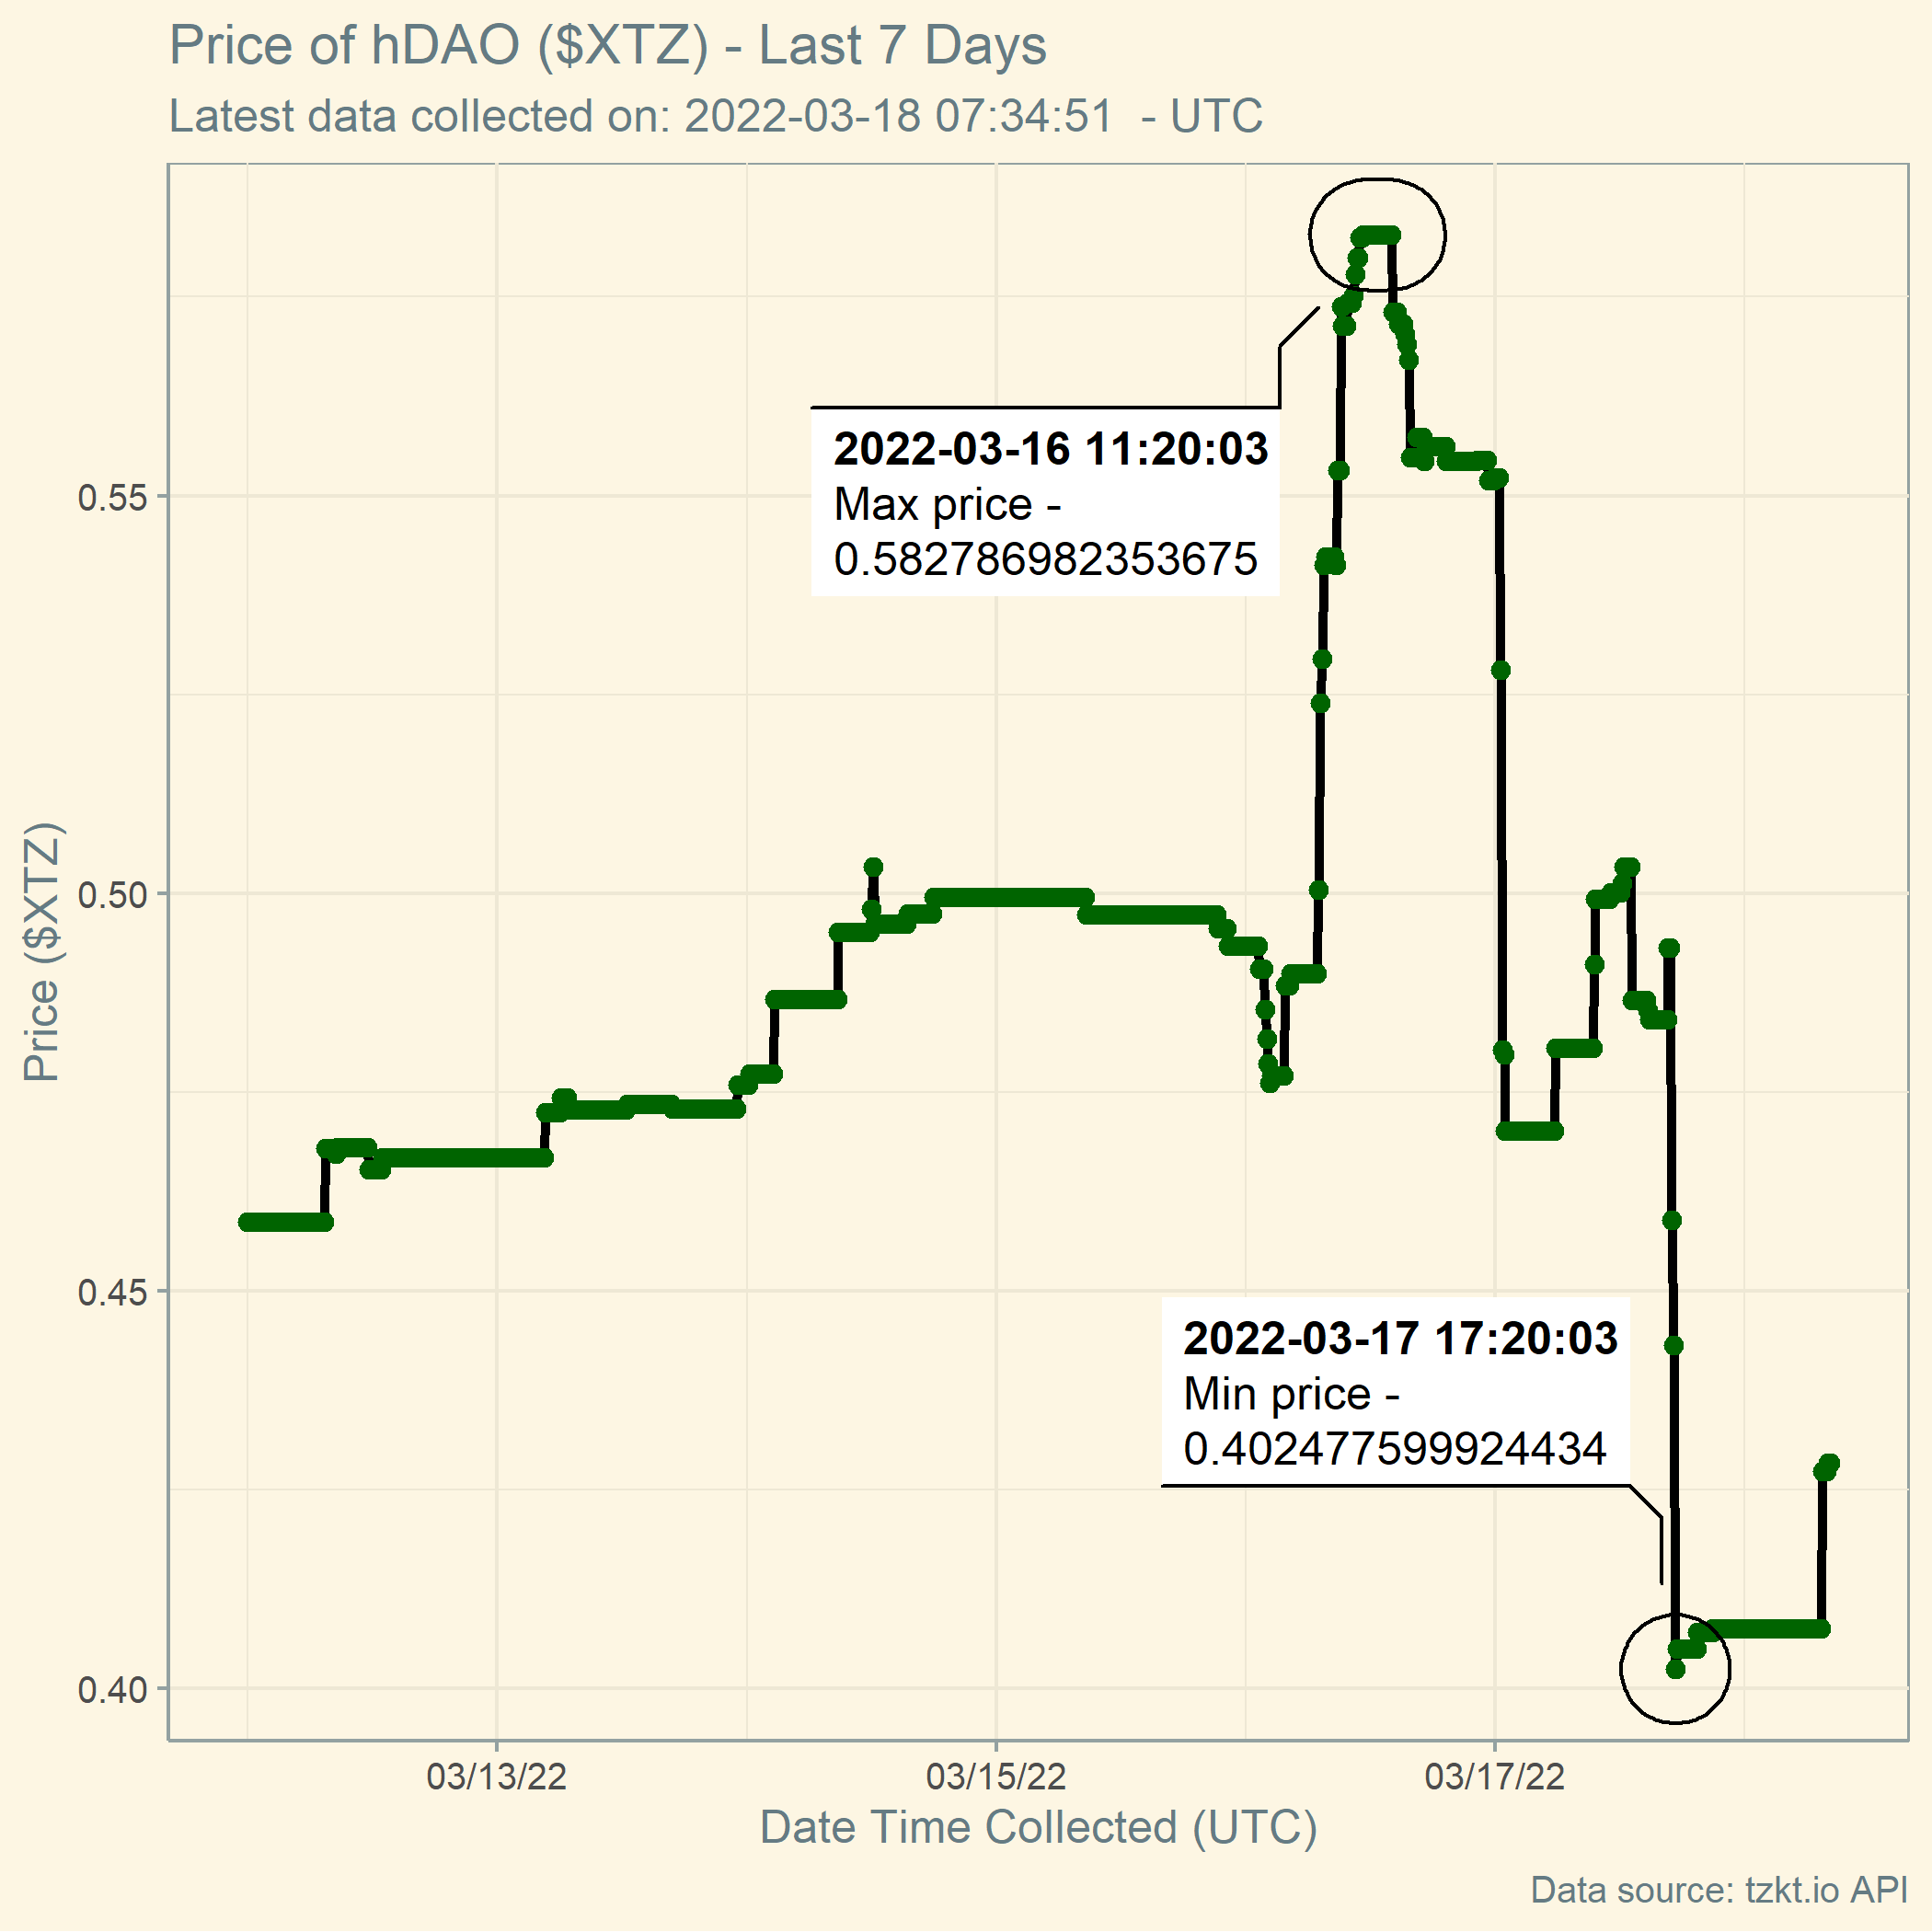 Price of hDAO ($XTZ) - Last 7 Days
Latest data collected on: 2022-03-18 07:34:51  - UTC
2022-03-16 11:20:03
Max price -
0.582786982353675
0.55
0.50
Price ($XTZ)
0.45
2022-03-17 17:20:03
Min price -
0.402477599924434
0.40
03/13/22
03/15/22
03/17/22
Date Time Collected (UTC)
Data source: tzkt.io API